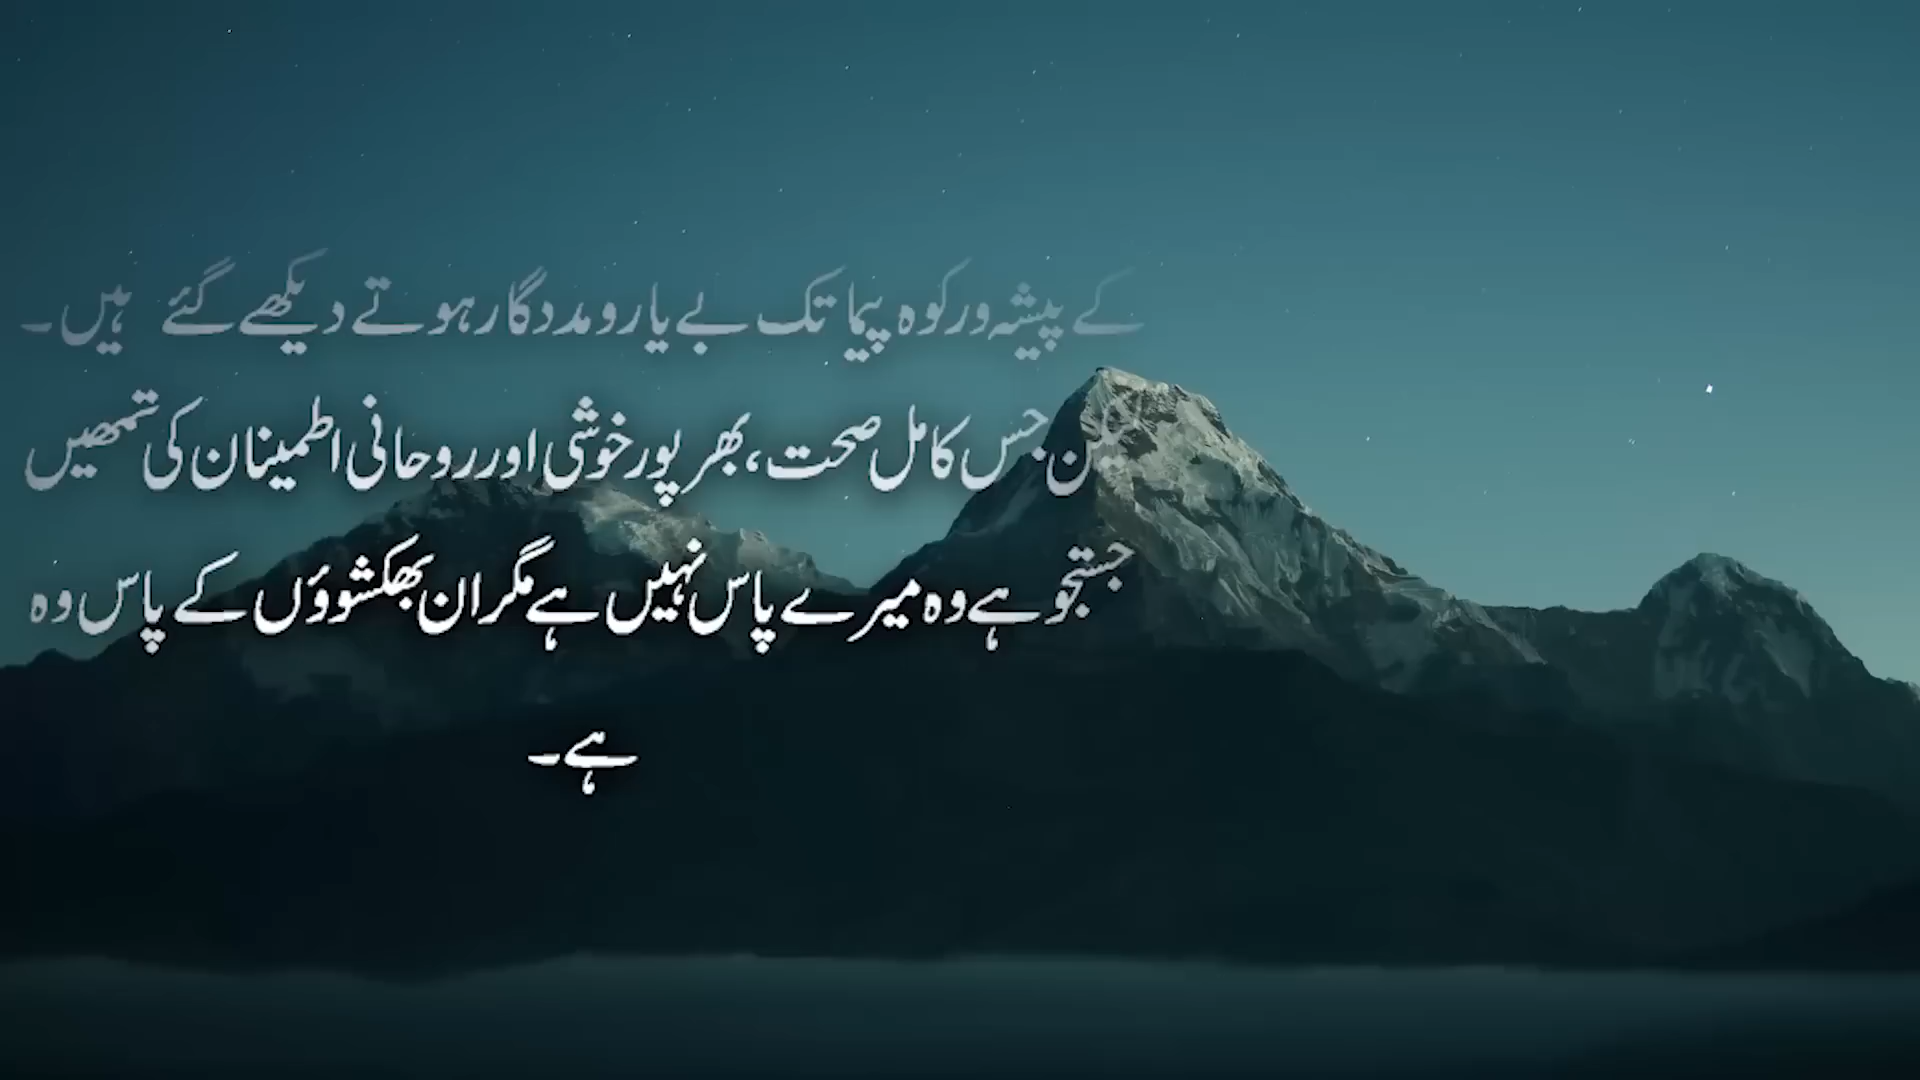 کے پیشہ ور کوہ پیما تک بے یارو مددگار ہوتے دیکھے گئے ہیں۔
جس کامل صحت، بھرپور خوشی اور روحانی اطمینان کی تمھیں
جستجو ہے وہ میرے پاس نہیں ہے مگر ان بھکشوؤں کے پاس وہ
ہے۔